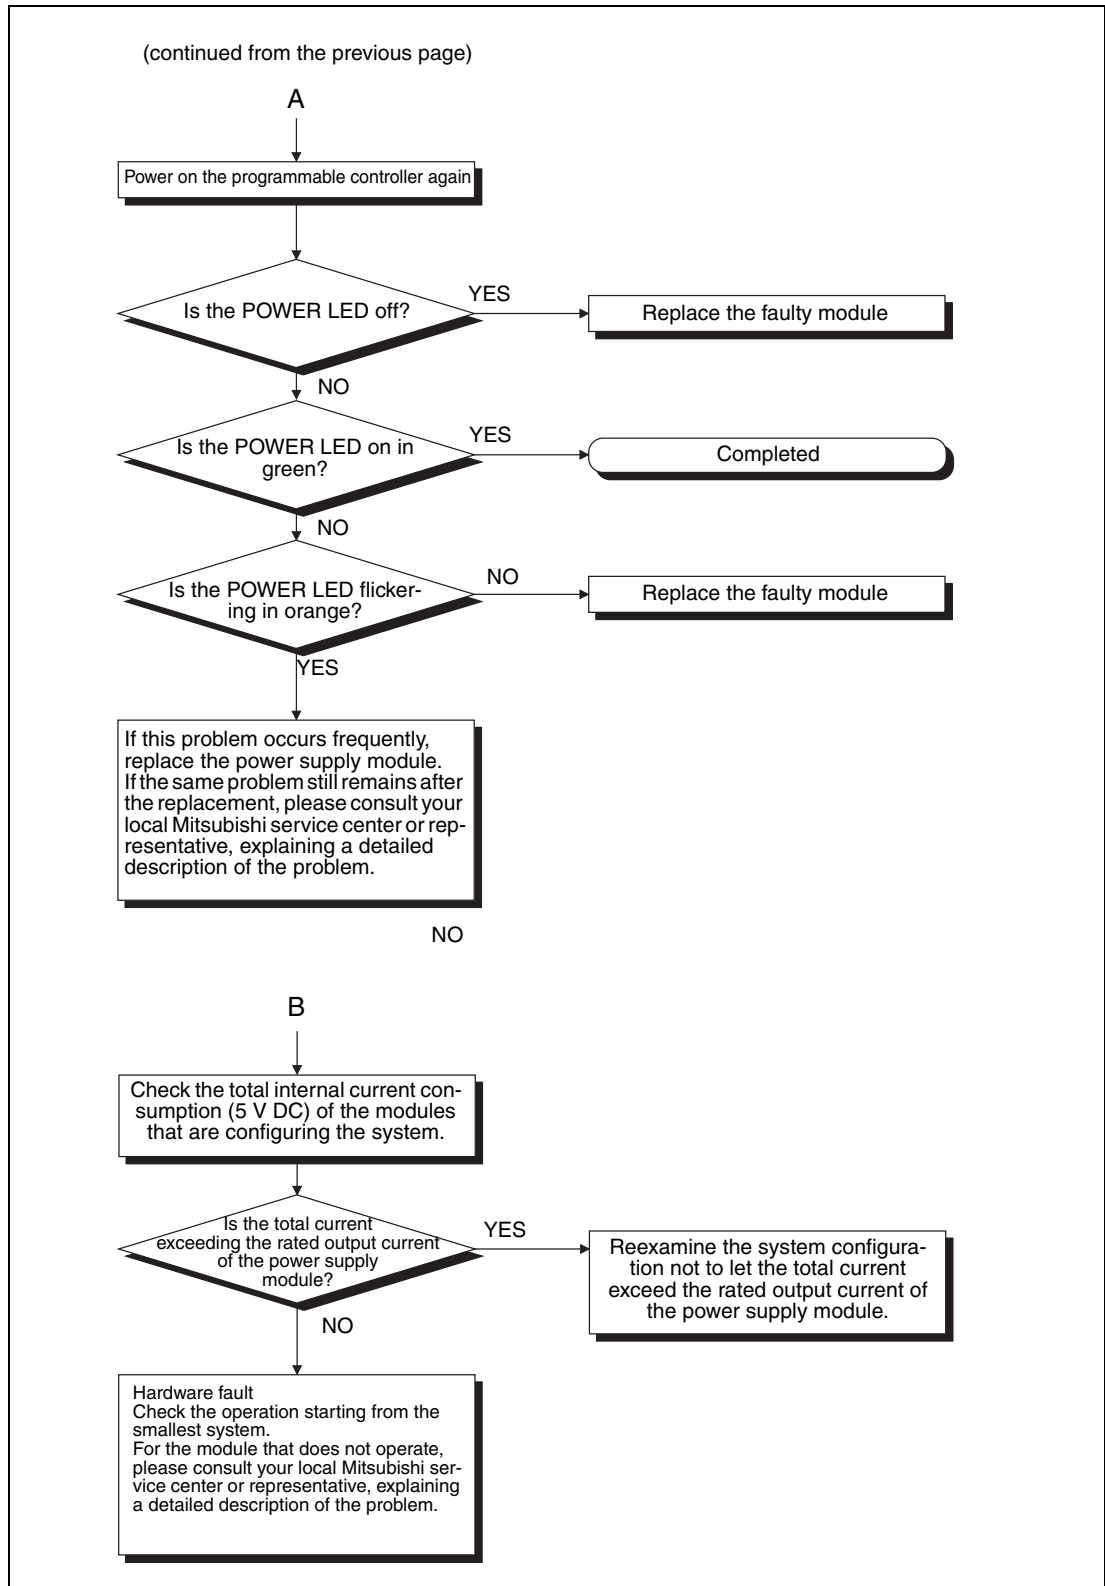 (continued from the previous page)
A
Power on the programmable controller again
Is the POWER LED off?
YES
Replace the faulty module
NO
Is the POWER LED on in
green?
YES
Completed
NO
Is the POWER LED flicker-
ing in orange?
NO
Replace the faulty module
YES
If this problem occurs frequently,
replace the power supply module.
If the same problem still remains after
the replacement, please consult your
local Mitsubishi service center or rep-
resentative, explaining a detailed
description of the problem.
NO
B
Check the total internal current con-
sumption (5 V DC) of the modules
that are configuring the system.
Is the total current
exceeding the rated output current
of the power supply
module?
YES
Reexamine the system configura-
tion not to let the total current
exceed the rated output current of
the power supply module.
NO
Hardware fault
Check the operation starting from the
smallest system.
For the module that does not operate,
please consult your local Mitsubishi ser-
vice center or representative, explaining
a detailed description of the problem.